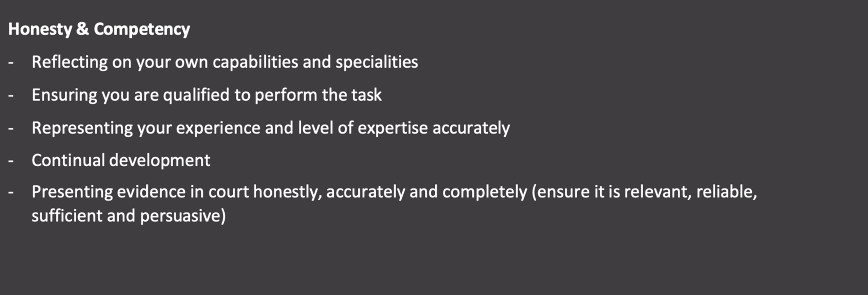 Honesty & Competency
- Reflecting on your own capabilities and specialities
- Ensuring you are qualified to perform the task
- Representing your experience and level of expertise accurately
- Continual development
- Presenting evidence in court honestly, accurately and completely (ensure it is relevant, reliable,
sufficient and persuasive)